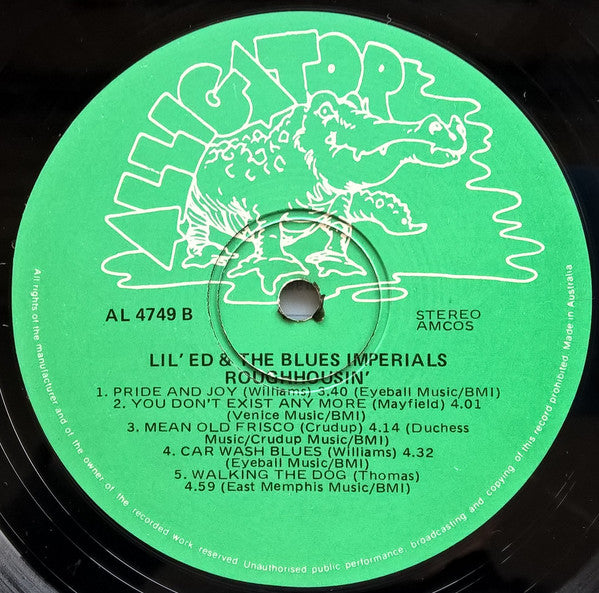 ALLIGATOR
AL 4749 B
STEREO
AMCOS
LIL' ED & THE BLUES IMPERIALS
ROUGHHOUSIN'
1. PRIDE AND JOY (Williams) 3.40 (Eyeball Music/BMI)
2. YOU DON'T EXIST ANY MORE (Mayfield) 4.01
(Venice Music/BMI)
3. MEAN OLD FRISCO (Crudup) 4.14 (Duchess
Music/Crudup Music/BMI)
4. CAR WASH BLUES (Williams) 4.32
(Eyeball Music/BMI)
5. WALKING THE DOG (Thomas)
4.59 (East Memphis Music/BMI)
All rights of the manufacturer and of the owner of the recorded work reserved. Unauthorised public performance, broadcasting and copying of this record prohibited. Made in Australia